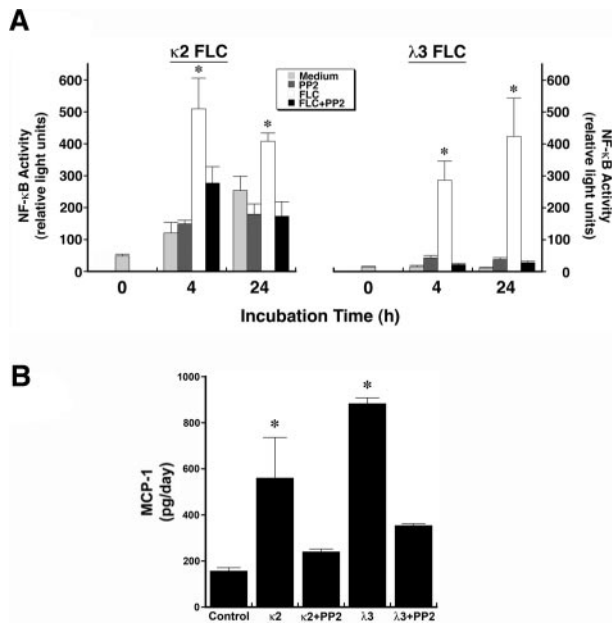 A
κ2 FLC
λ3 FLC
Medium
PP2
FLC
FLC+PP2
NF-κB Activity
(relative light units)
600
500
400
300
200
100
0
*
*
0
4
24
*
*
0
4
24
600
500
400
300
200
100
0
NF-κB Activity
(relative light units)
Incubation Time (h)
B
MCP-1
(pg/day)
1000
800
600
400
200
0
*
*
Control
κ2
κ2+PP2
λ3
λ3+PP2